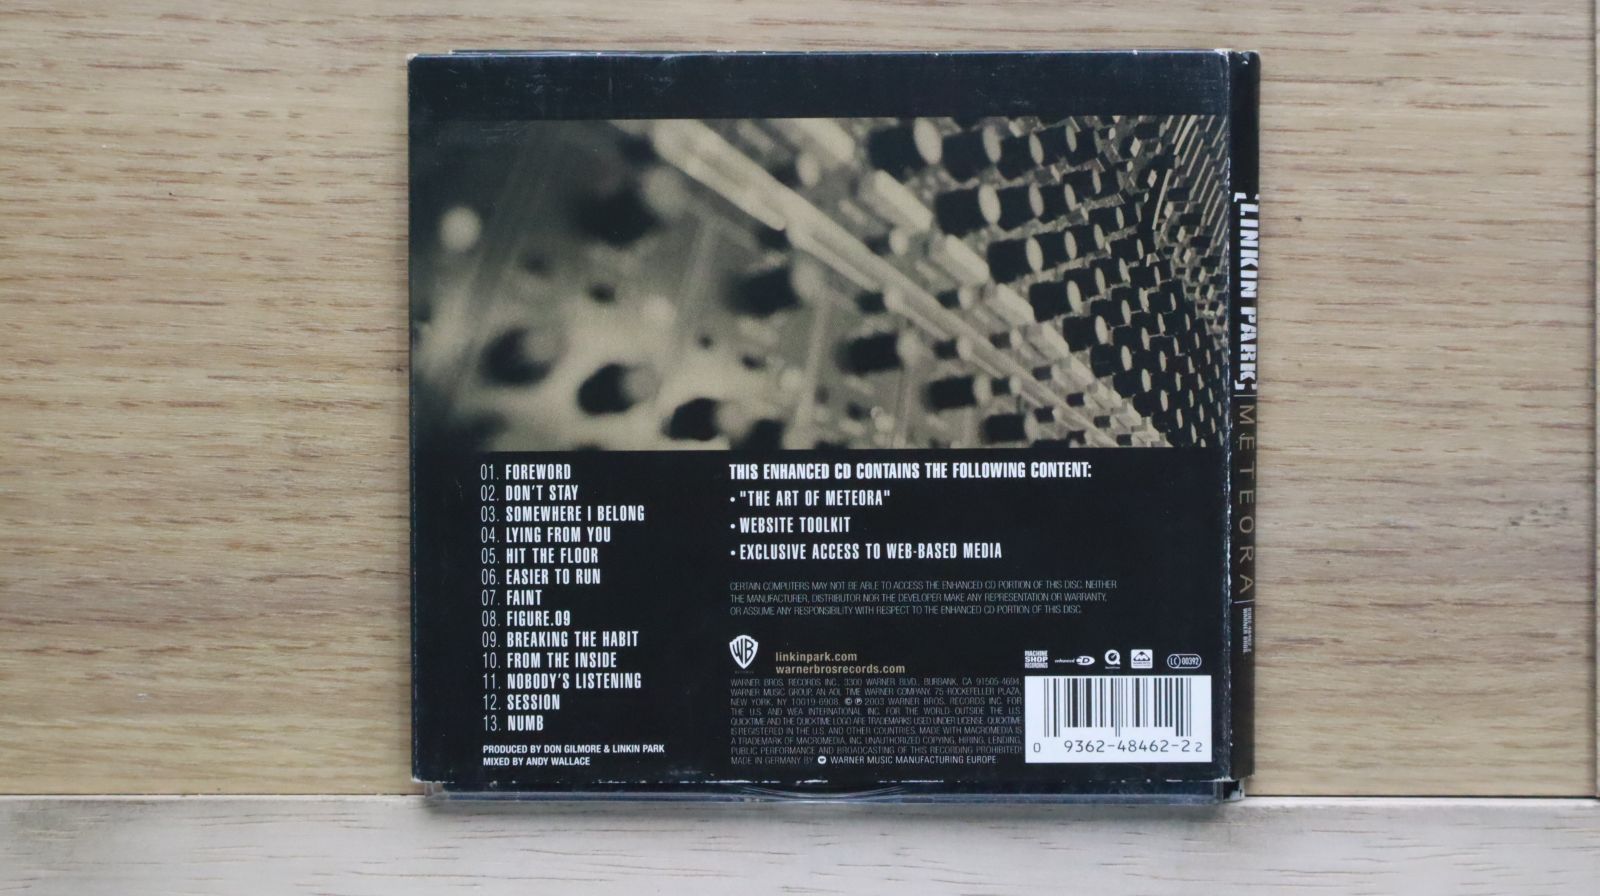 01. FOREWORD
02. DON'T STAY
03. SOMEWHERE I BELONG
04. LYING FROM YOU
05. HIT THE FLOOR
06. EASIER TO RUN
07. FAINT
08. FIGURE.09
09. BREAKING THE HABIT
10. FROM THE INSIDE
11. NOBODY'S LISTENING
12. SESSION
13. NUMB
PRODUCED BY DON GILMORE & LINKIN PARK
MIXED BY ANDY WALLACE
THIS ENHANCED CD CONTAINS THE FOLLOWING CONTENT:
• "THE ART OF METEORA"
• WEBSITE TOOLKIT
• EXCLUSIVE ACCESS TO WEB-BASED MEDIA
CERTAIN COMPUTERS MAY NOT BE ABLE TO ACCESS THE ENHANCED CD PORTION OF THIS DISC. NEITHER
THE MANUFACTURER, DISTRIBUTOR NOR THE DEVELOPER MAKE ANY REPRESENTATION OR WARRANTY,
OR ASSUME ANY RESPONSIBILITY WITH RESPECT TO THE ENHANCED CD PORTION OF THIS DISC.
WB
linkinpark.com
warnerbrosrecords.com
MACHINE
SHOP
RECORDINGS
enhanced CD
LC 00392
WARNER BROS. RECORDS INC., 3300 WARNER BLVD., BURBANK, CA 91505-4694,
WARNER MUSIC GROUP, AN AOL TIME WARNER COMPANY. 75 ROCKEFELLER PLAZA,
NEW YORK, NY 10019-6908. © ℗ 2003 WARNER BROS. RECORDS INC. FOR
THE U.S. AND WEA INTERNATIONAL INC. FOR THE WORLD OUTSIDE THE U.S.
QUICKTIME AND THE QUICKTIME LOGO ARE TRADEMARKS USED UNDER LICENSE. QUICKTIME
IS REGISTERED IN THE U.S. AND OTHER COUNTRIES. MADE WITH MACROMEDIA IS
A TRADEMARK OF MACROMEDIA, INC. UNAUTHORIZED COPYING, HIRING, LENDING,
PUBLIC PERFORMANCE AND BROADCASTING OF THIS RECORDING PROHIBITED!
MADE IN GERMANY BY WARNER MUSIC MANUFACTURING EUROPE.
0 9362-48462-2 2
[LINKIN PARK] METEORA